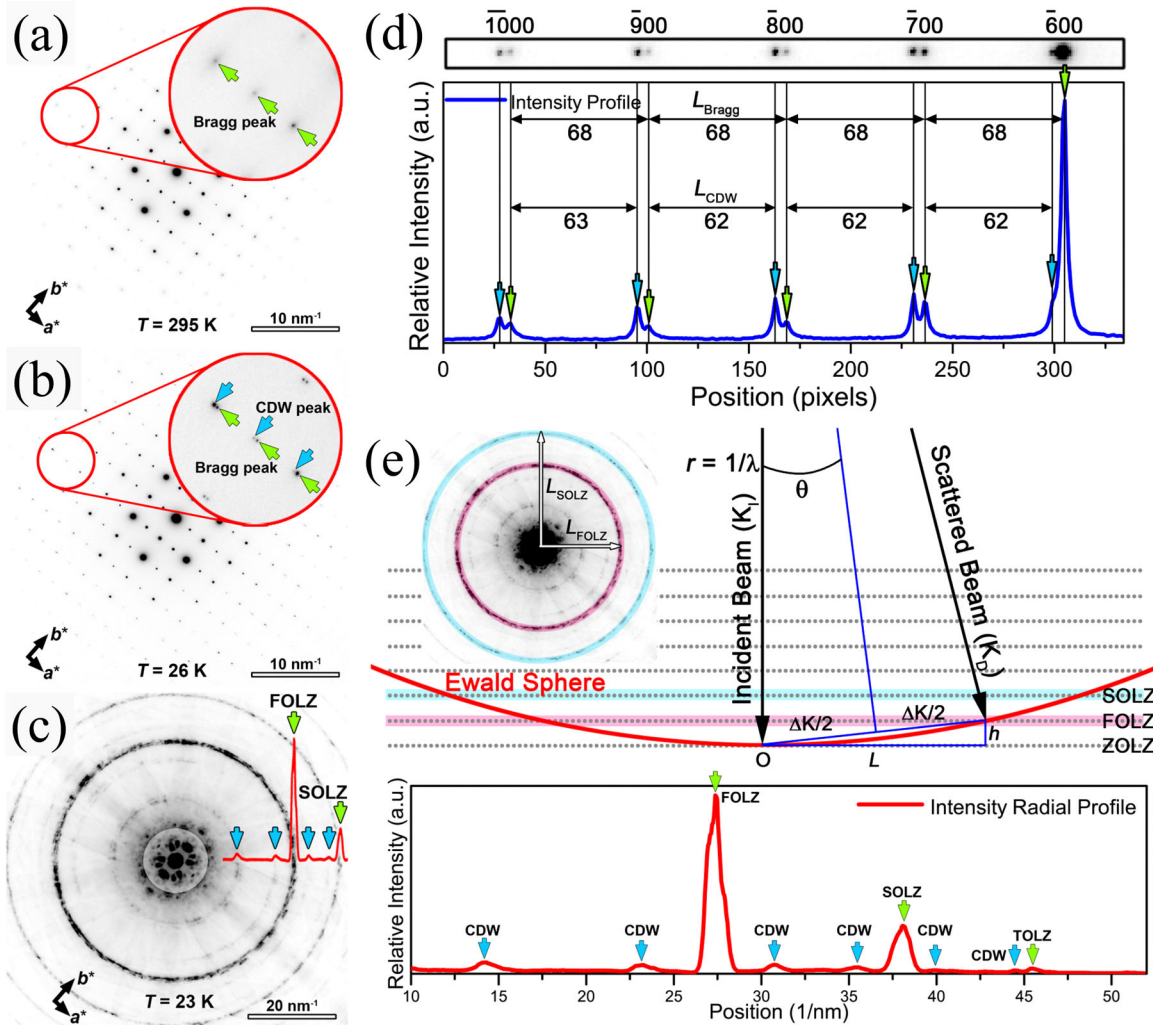 (a)
Bragg peak
b*
a*
T = 295 K
10 nm⁻¹
(b)
CDW peak
Bragg peak
b*
a*
T = 26 K
10 nm⁻¹
(c)
FOLZ
SOLZ
b*
a*
T = 23 K
20 nm⁻¹
(d)
1̄000 9̄00 8̄00 7̄00 6̄00
Intensity Profile
L_Bragg
68 68 68 68
L_CDW
63 62 62 62
Relative Intensity (a.u.)
0 50 100 150 200 250 300
Position (pixels)
(e)
L_SOLZ
L_FOLZ
r = 1/λ
θ
Incident Beam (K_I)
Scattered Beam (K_D)
Ewald Sphere
SOLZ
FOLZ
ZOLZ
ΔK/2 ΔK/2
h
O L
FOLZ
Intensity Radial Profile
SOLZ
CDW CDW CDW CDW CDW
CDW TOLZ
Relative Intensity (a.u.)
10 15 20 25 30 35 40 45 50
Position (1/nm)